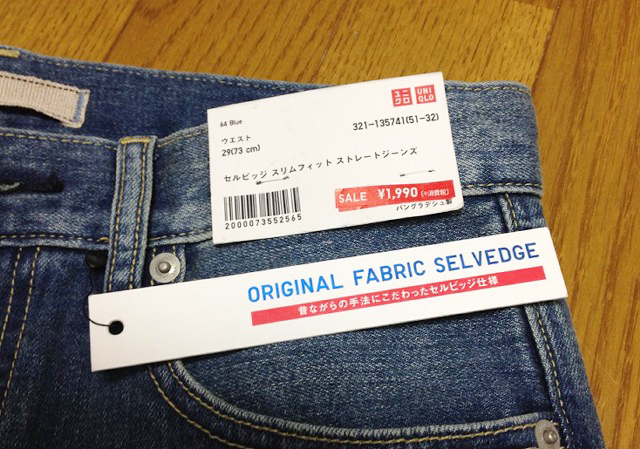 64 Blue
ユニクロ
UNIQLO
ウエスト
321-135741(51-32)
29(73 cm)
セルビッジ スリムフィット ストレートジーンズ
SALE ¥1,990 (+消費税)
バングラデシュ製
2000073552565
ORIGINAL FABRIC SELVEDGE
昔ながらの手法にこだわったセルビッジ仕様